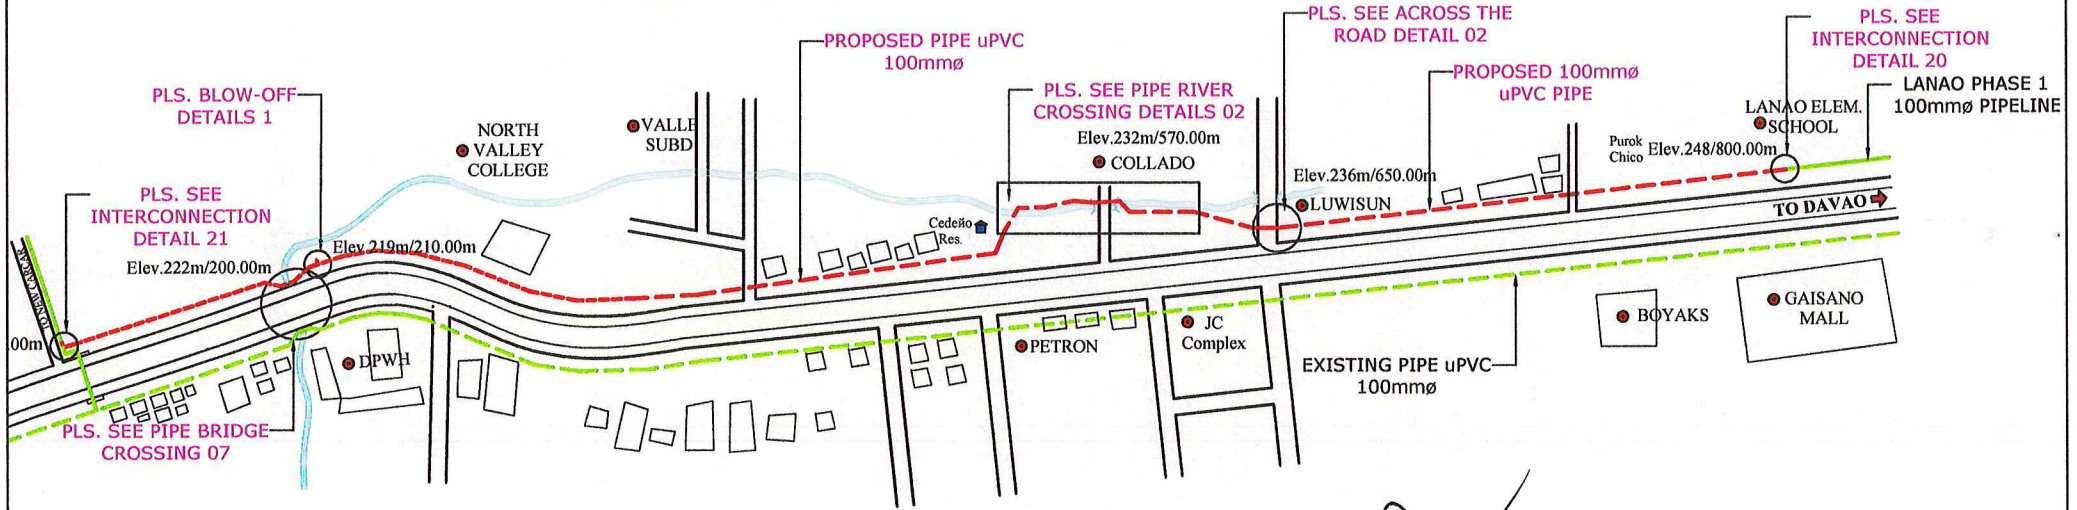 PLS. SEE ACROSS THE
ROAD DETAIL 02
PLS. SEE
INTERCONNECTION
DETAIL 20
PROPOSED PIPE uPVC
100mmø
PROPOSED 100mmø
uPVC PIPE
LANAO PHASE 1
100mmø PIPELINE
PLS. BLOW-OFF
DETAILS 1
PLS. SEE PIPE RIVER
CROSSING DETAILS 02
NORTH
VALLEY
COLLEGE
VALLE
SUBD
Elev.232m/570.00m
COLLADO
LANAO ELEM.
SCHOOL
Purok
Chico
Elev.248/800.00m
PLS. SEE
INTERCONNECTION
DETAIL 21
Elev.236m/650.00m
LUWISUN
TO DAVAO
Cedeño
Res.
Elev.219m/210.00m
Elev.222m/200.00m
00m
DPWH
PETRON
JC
Complex
BOYAKS
GAISANO
MALL
EXISTING PIPE uPVC
100mmø
PLS. SEE PIPE BRIDGE
CROSSING 07